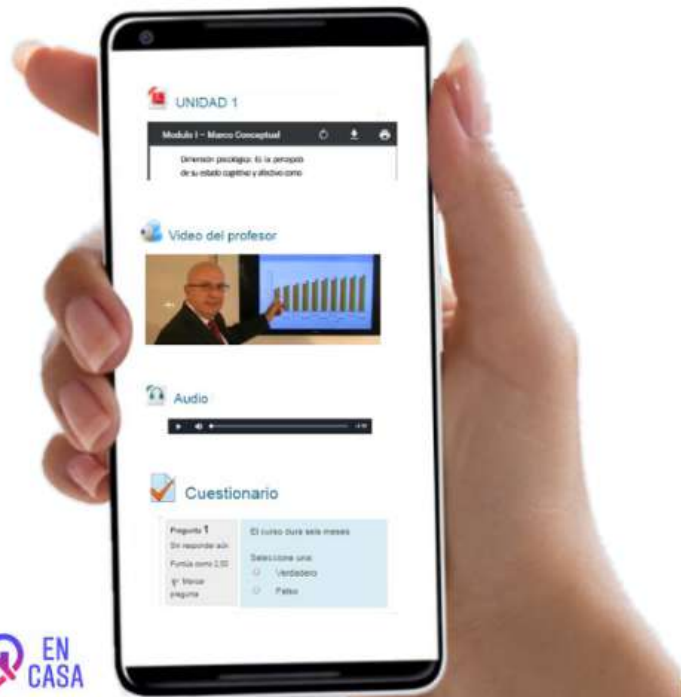 UNIDAD 1
Modulo I – Marco Conceptual
Dimensión psicológica: Es la percepción
de su estado cognitivo y afectivo como
Video del profesor
Audio
Cuestionario
Pregunta 1
Sin responder aún
Puntúa como 1,00
Marcar
pregunta
El curso dura seis meses
Seleccione una:
Verdadero
Falso
EN
CASA